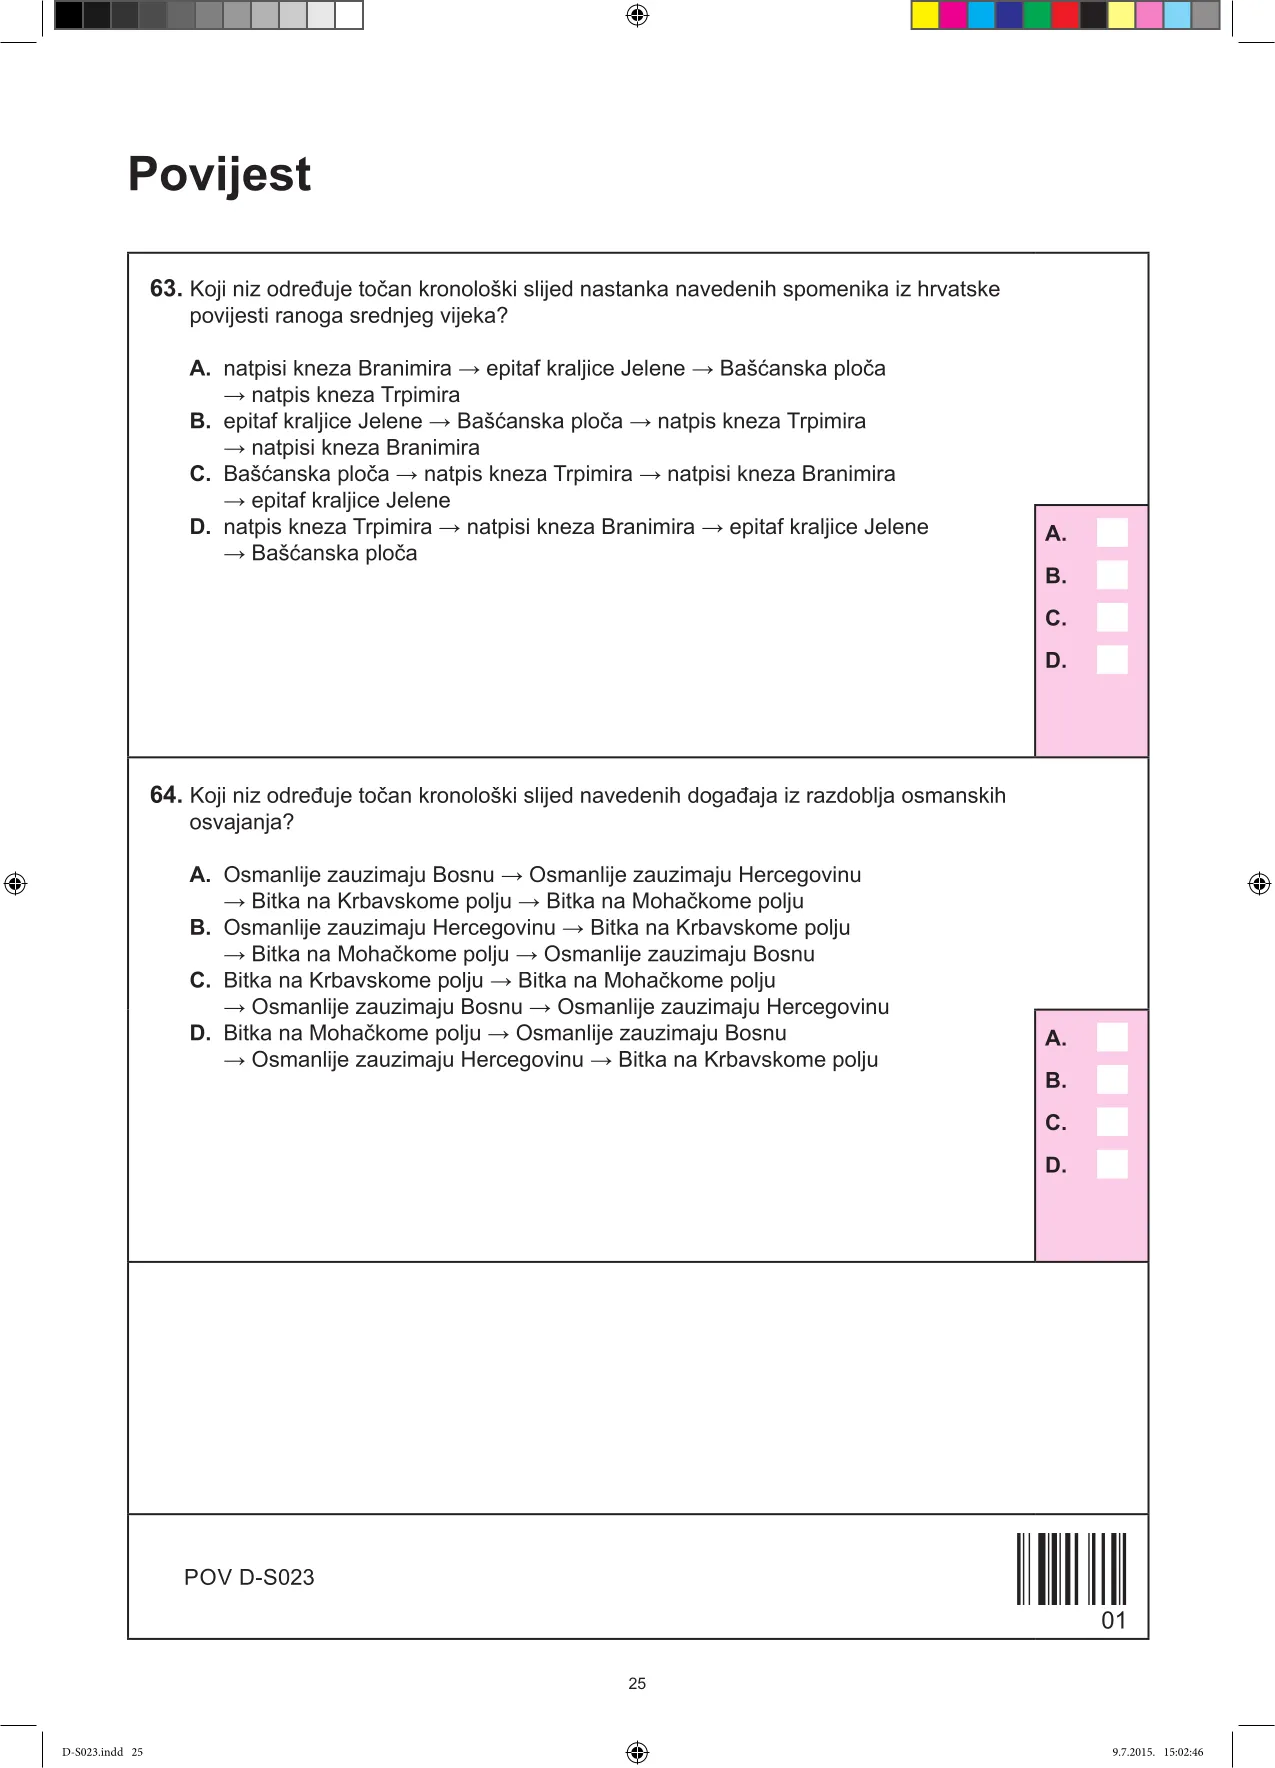 Povijest
63. Koji niz određuje točan kronološki slijed nastanka navedenih spomenika iz hrvatske
povijesti ranoga srednjeg vijeka?
A. natpisi kneza Branimira → epitaf kraljice Jelene → Bašćanska ploča
→ natpis kneza Trpimira
B. epitaf kraljice Jelene → Bašćanska ploča → natpis kneza Trpimira
→ natpisi kneza Branimira
C. Bašćanska ploča → natpis kneza Trpimira → natpisi kneza Branimira
→ epitaf kraljice Jelene
D. natpis kneza Trpimira → natpisi kneza Branimira → epitaf kraljice Jelene
→ Bašćanska ploča
A.
B.
C.
D.
64. Koji niz određuje točan kronološki slijed navedenih događaja iz razdoblja osmanskih
osvajanja?
A. Osmanlije zauzimaju Bosnu → Osmanlije zauzimaju Hercegovinu
→ Bitka na Krbavskome polju → Bitka na Mohačkome polju
B. Osmanlije zauzimaju Hercegovinu → Bitka na Krbavskome polju
→ Bitka na Mohačkome polju → Osmanlije zauzimaju Bosnu
C. Bitka na Krbavskome polju → Bitka na Mohačkome polju
→ Osmanlije zauzimaju Bosnu → Osmanlije zauzimaju Hercegovinu
D. Bitka na Mohačkome polju → Osmanlije zauzimaju Bosnu
→ Osmanlije zauzimaju Hercegovinu → Bitka na Krbavskome polju
A.
B.
C.
D.
POV D-S023
01
25
D-S023.indd 25
9.7.2015. 15:02:46